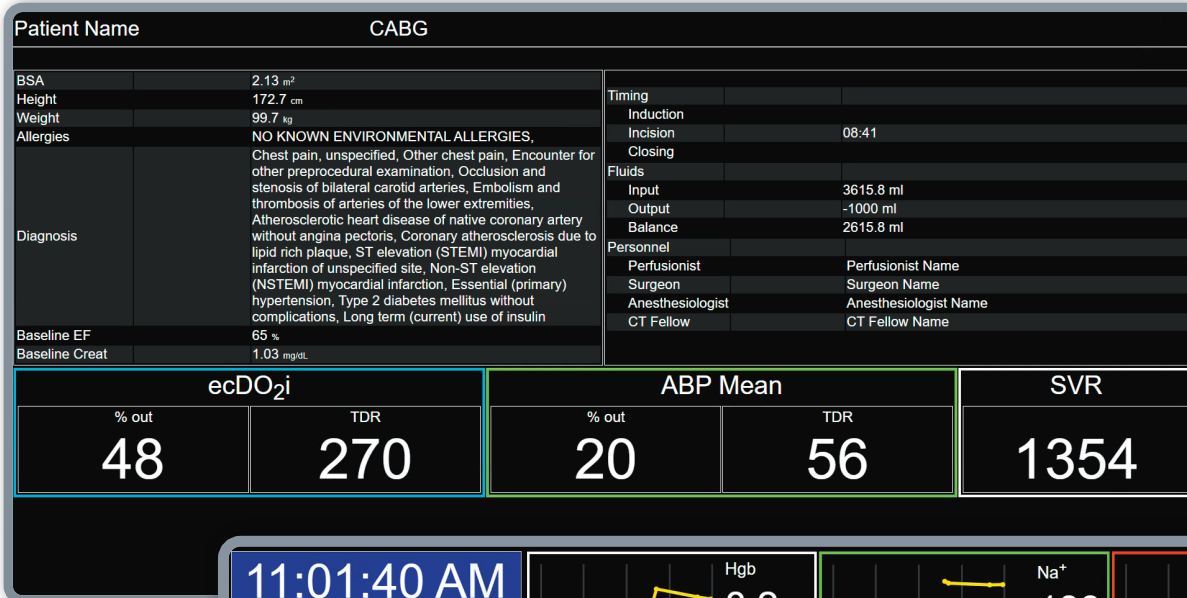 Patient Name CABG
BSA 2.13 m²
Height 172.7 cm
Weight 99.7 kg
Allergies NO KNOWN ENVIRONMENTAL ALLERGIES,
Diagnosis
Chest pain, unspecified, Other chest pain, Encounter for
other preprocedural examination, Occlusion and
stenosis of bilateral carotid arteries, Embolism and
thrombosis of arteries of the lower extremities,
Atherosclerotic heart disease of native coronary artery
without angina pectoris, Coronary atherosclerosis due to
lipid rich plaque, ST elevation (STEMI) myocardial
infarction of unspecified site, Non-ST elevation
(NSTEMI) myocardial infarction, Essential (primary)
hypertension, Type 2 diabetes mellitus without
complications, Long term (current) use of insulin
Baseline EF 65 %
Baseline Creat 1.03 mg/dL
Timing
Induction
Incision 08:41
Closing
Fluids
Input 3615.8 ml
Output -1000 ml
Balance 2615.8 ml
Personnel
Perfusionist Perfusionist Name
Surgeon Surgeon Name
Anesthesiologist Anesthesiologist Name
CT Fellow CT Fellow Name
ecDO₂i
% out TDR
48 270
ABP Mean
% out TDR
20 56
SVR
1354
11:01:40 AM
Hgb
Na⁺